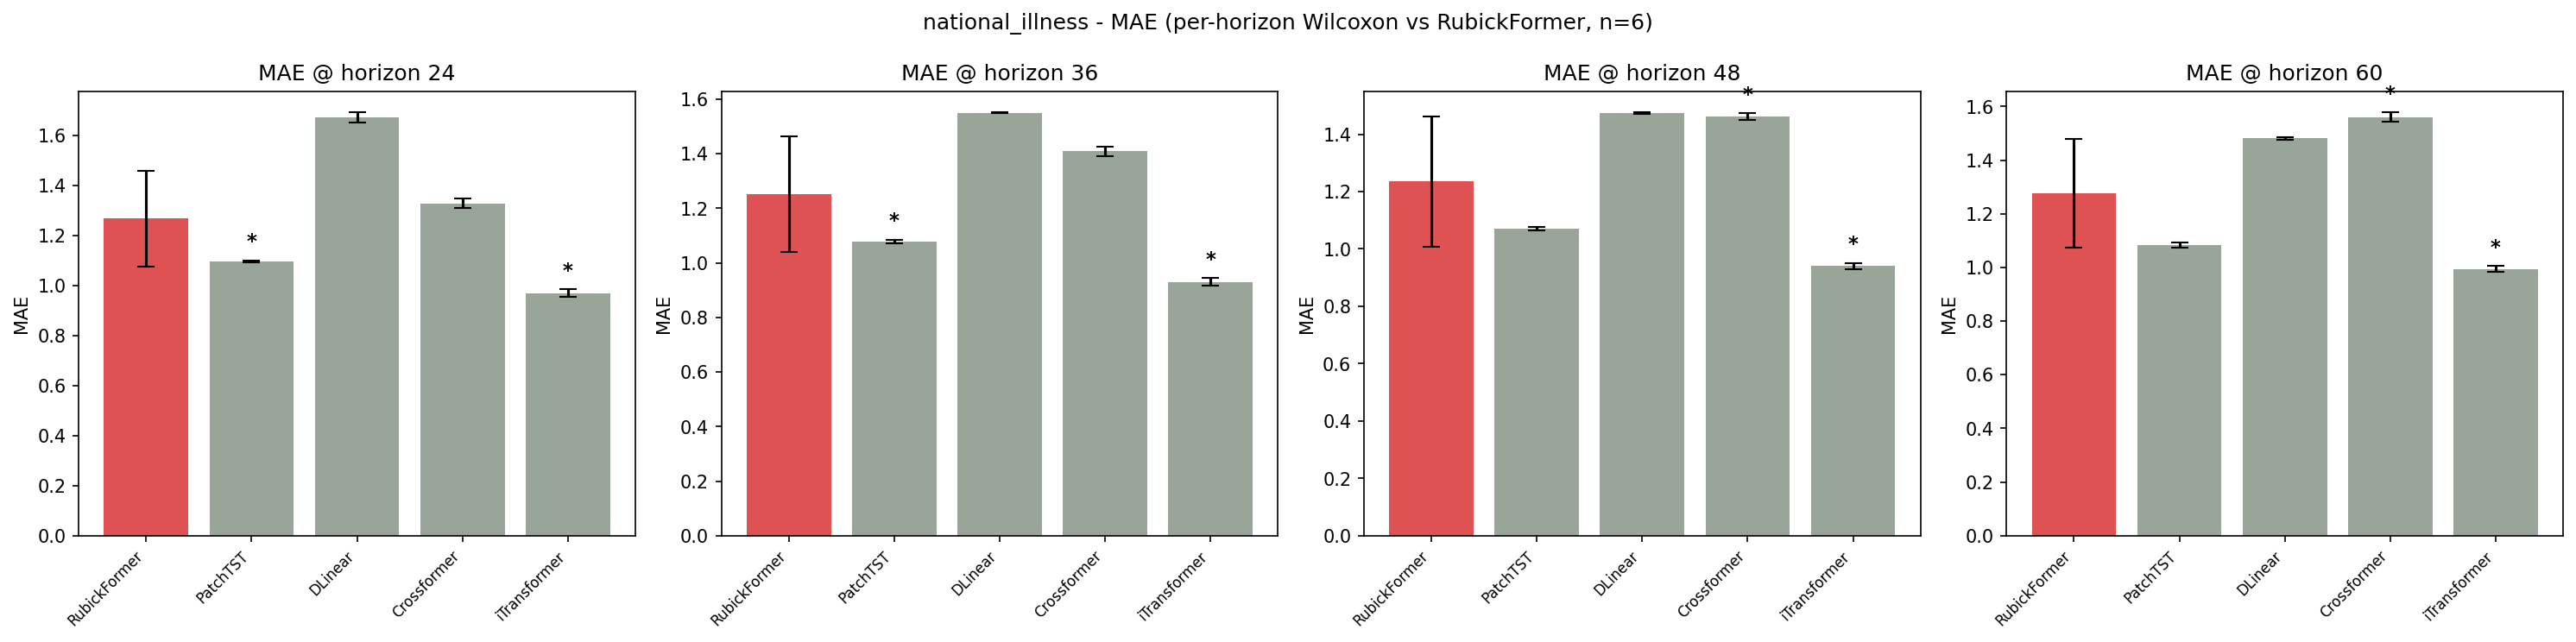 national_illness - MAE (per-horizon Wilcoxon vs RubickFormer, n=6)
MAE @ horizon 24
MAE
1.6
1.4
1.2
1.0
0.8
0.6
0.4
0.2
0.0
*
*
RubickFormer
PatchTST
DLinear
Crossformer
iTransformer
MAE @ horizon 36
MAE
1.6
1.4
1.2
1.0
0.8
0.6
0.4
0.2
0.0
*
*
RubickFormer
PatchTST
DLinear
Crossformer
iTransformer
MAE @ horizon 48
MAE
1.4
1.2
1.0
0.8
0.6
0.4
0.2
0.0
*
*
RubickFormer
PatchTST
DLinear
Crossformer
iTransformer
MAE @ horizon 60
MAE
1.6
1.4
1.2
1.0
0.8
0.6
0.4
0.2
0.0
*
*
RubickFormer
PatchTST
DLinear
Crossformer
iTransformer